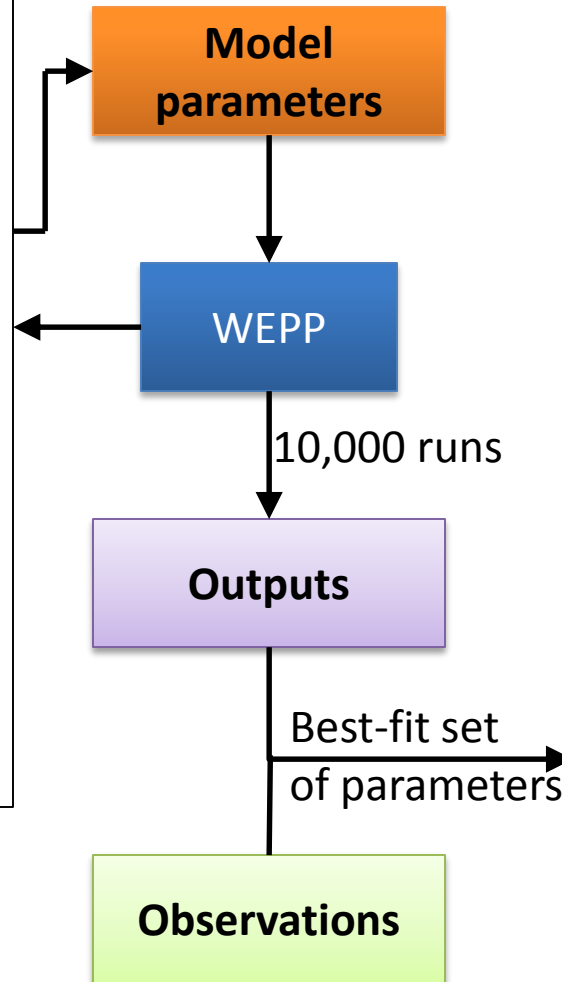 Model
parameters
WEPP
10,000 runs
Outputs
Best-fit set
of parameters
Observations